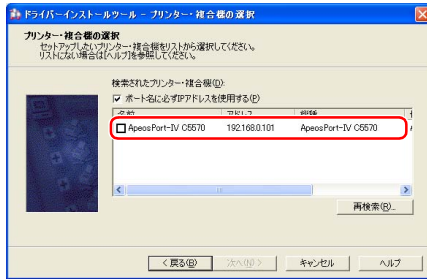 ドライバーインストールツール - プリンター・複合機の選択
プリンター・複合機の選択
セットアップしたいプリンター・複合機をリストから選択してください。
リストにない場合は[ヘルプ]を参照してください。
検索されたプリンター・複合機(D):
ポート名に必ずIPアドレスを使用する(P)
名前 アドレス 機種
ApeosPort-IV C5570 192.168.0.101 ApeosPort-IV C5570
再検索(R)...
< 戻る(B) 次へ(N) > キャンセル ヘルプ